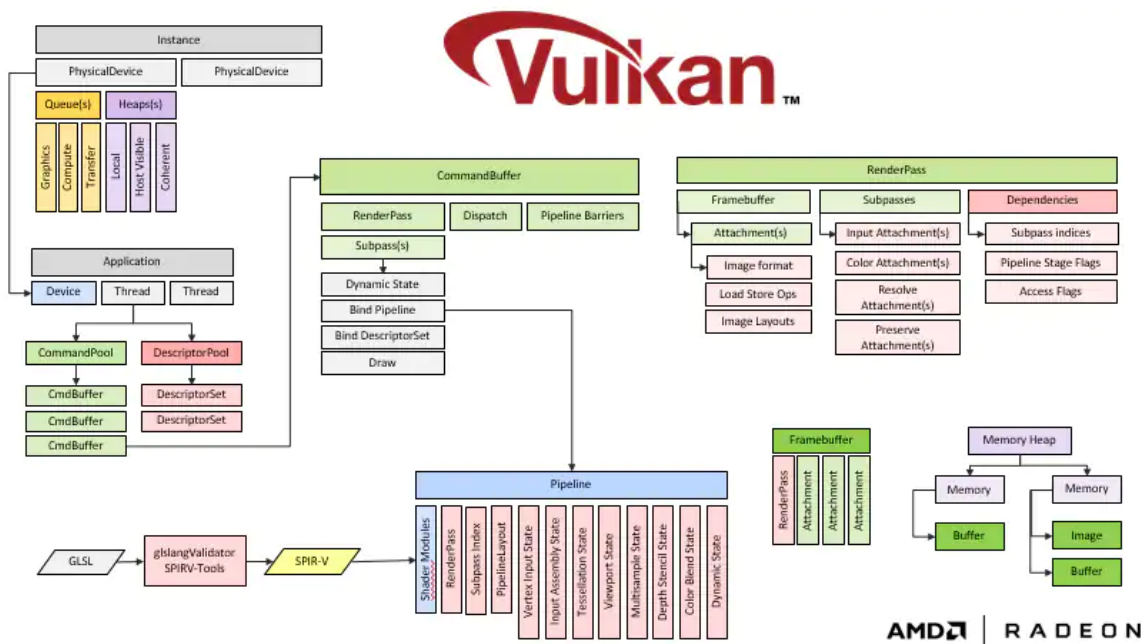 Vulkan™
Instance
PhysicalDevice
PhysicalDevice
Queue(s)
Heaps(s)
Graphics
Compute
Transfer
Local
Host Visible
Coherent
Application
Device
Thread
Thread
CommandPool
DescriptorPool
CmdBuffer
CmdBuffer
CmdBuffer
DescriptorSet
DescriptorSet
CommandBuffer
RenderPass
Dispatch
Pipeline Barriers
Subpass(s)
Dynamic State
Bind Pipeline
Bind DescriptorSet
Draw
RenderPass
Framebuffer
Attachment(s)
Image format
Load Store Ops
Image Layouts
Subpasses
Input Attachment(s)
Color Attachment(s)
Resolve
Attachment(s)
Preserve
Attachment(s)
Dependencies
Subpass indices
Pipeline Stage Flags
Access Flags
GLSL
glslangValidator
SPIRV-Tools
SPIR-V
Pipeline
Shader Modules
RenderPass
Subpass Index
PipelineLayout
Vertex Input State
Input Assembly State
Tessellation State
Viewport State
Multisample State
Depth Stencil State
Color Blend State
Dynamic State
Framebuffer
RenderPass
Attachment
Attachment
Attachment
Memory Heap
Memory
Memory
Buffer
Image
Buffer
AMD
RADEON